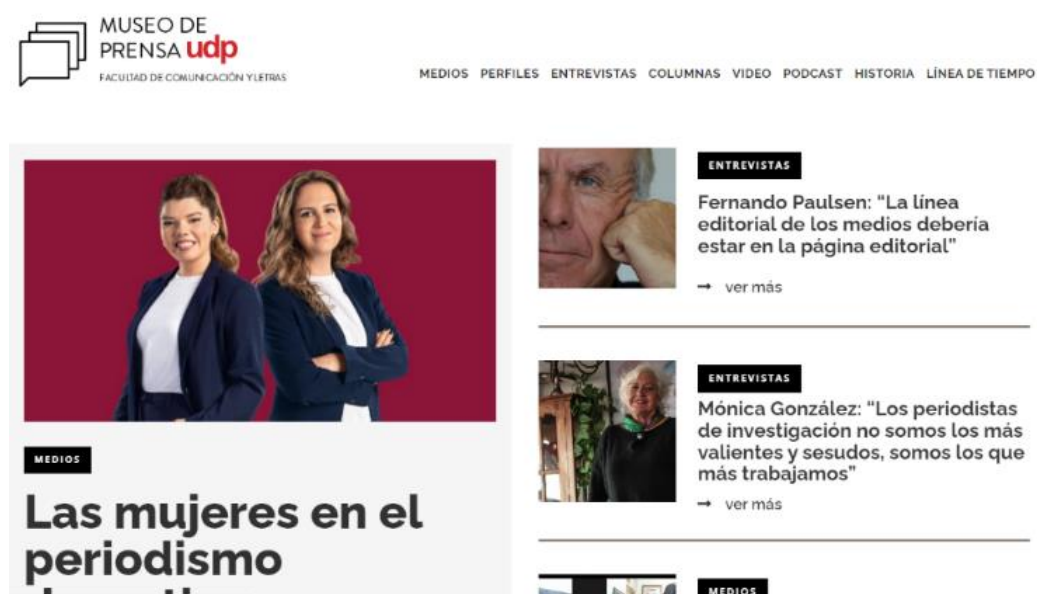 MUSEO DE
PRENSA udp
FACULTAD DE COMUNICACIÓN Y LETRAS
MEDIOS PERFILES ENTREVISTAS COLUMNAS VIDEO PODCAST HISTORIA LÍNEA DE TIEMPO
MEDIOS
Las mujeres en el
periodismo
ENTREVISTAS
Fernando Paulsen: “La línea
editorial de los medios debería
estar en la página editorial”
→ ver más
ENTREVISTAS
Mónica González: “Los periodistas
de investigación no somos los más
valientes y sesudos, somos los que
más trabajamos”
→ ver más
MEDIOS